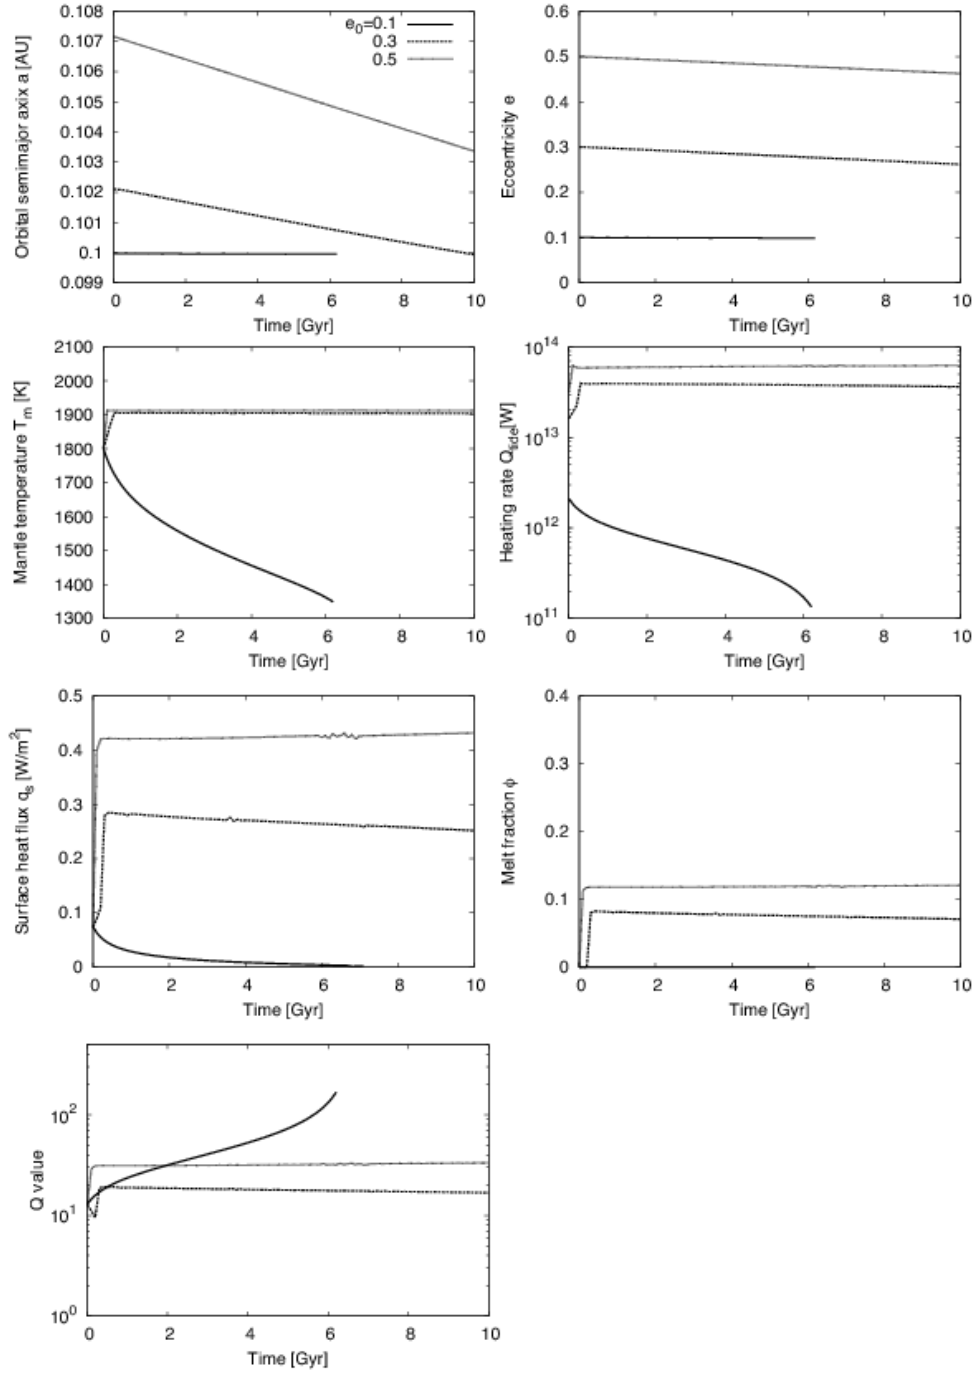 0.108
0.107
0.106
0.105
0.104
0.103
0.102
0.101
0.1
0.099
Orbital semimajor axix a [AU]
e0=0.1
0.3
0.5
0 2 4 6 8 10
Time [Gyr]
0.6
0.5
0.4
0.3
0.2
0.1
0
Eccentricity e
0 2 4 6 8 10
Time [Gyr]
2100
2000
1900
1800
1700
1600
1500
1400
1300
Mantle temperature Tm [K]
0 2 4 6 8 10
Time [Gyr]
10^14
10^13
10^12
10^11
Heating rate Qtide[W]
0 2 4 6 8 10
Time [Gyr]
0.5
0.4
0.3
0.2
0.1
0
Surface heat flux qs [W/m²]
0 2 4 6 8 10
Time [Gyr]
0.4
0.3
0.2
0.1
0
Melt fraction ϕ
0 2 4 6 8 10
Time [Gyr]
10^2
10^1
10^0
Q value
0 2 4 6 8 10
Time [Gyr]